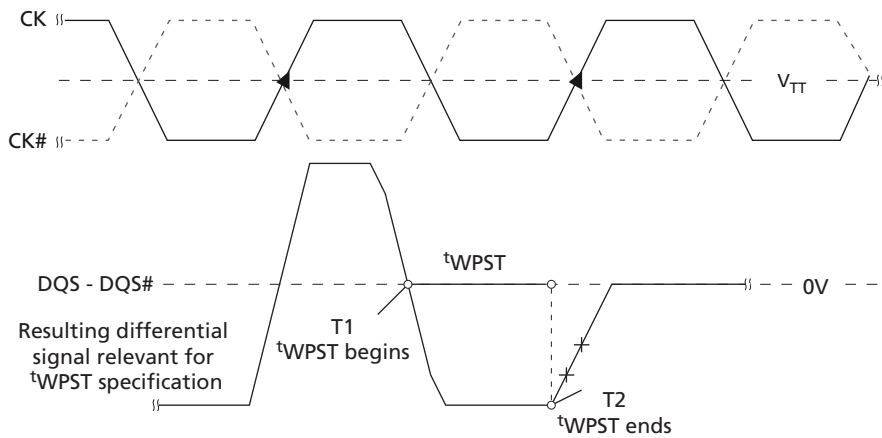 CK
V_TT
CK#
tWPST
DQS - DQS#
0V
T1
tWPST begins
Resulting differential
signal relevant for
tWPST specification
T2
tWPST ends